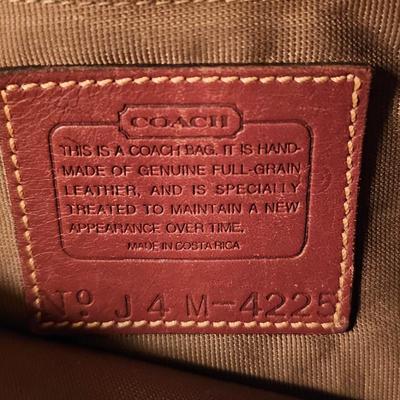 COACH
THIS IS A COACH BAG. IT IS HAND-
MADE OF GENUINE FULL-GRAIN
LEATHER, AND IS SPECIALLY
TREATED TO MAINTAIN A NEW
APPEARANCE OVER TIME.
MADE IN COSTA RICA
Nº J4M-4225